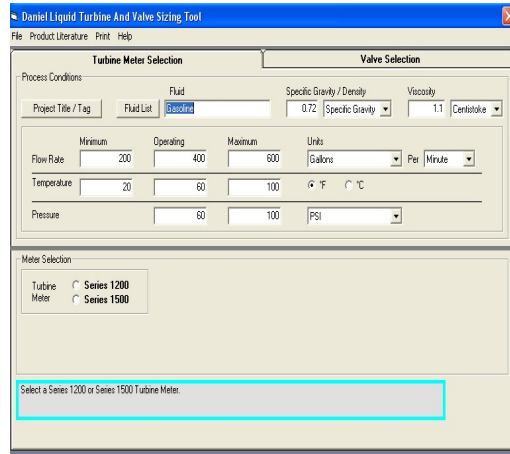 Daniel Liquid Turbine And Valve Sizing Tool
File Product Literature Print Help
Turbine Meter Selection Valve Selection
Process Conditions
Fluid Specific Gravity / Density Viscosity
Project Title / Tag Fluid List Gasoline 0.72 Specific Gravity 1.1 Centistoke
Minimum Operating Maximum Units
Flow Rate 200 400 600 Gallons Per Minute
Temperature 20 60 100 °F °C
Pressure 60 100 PSI
Meter Selection
Turbine Meter
Series 1200
Series 1500
Select a Series 1200 or Series 1500 Turbine Meter.